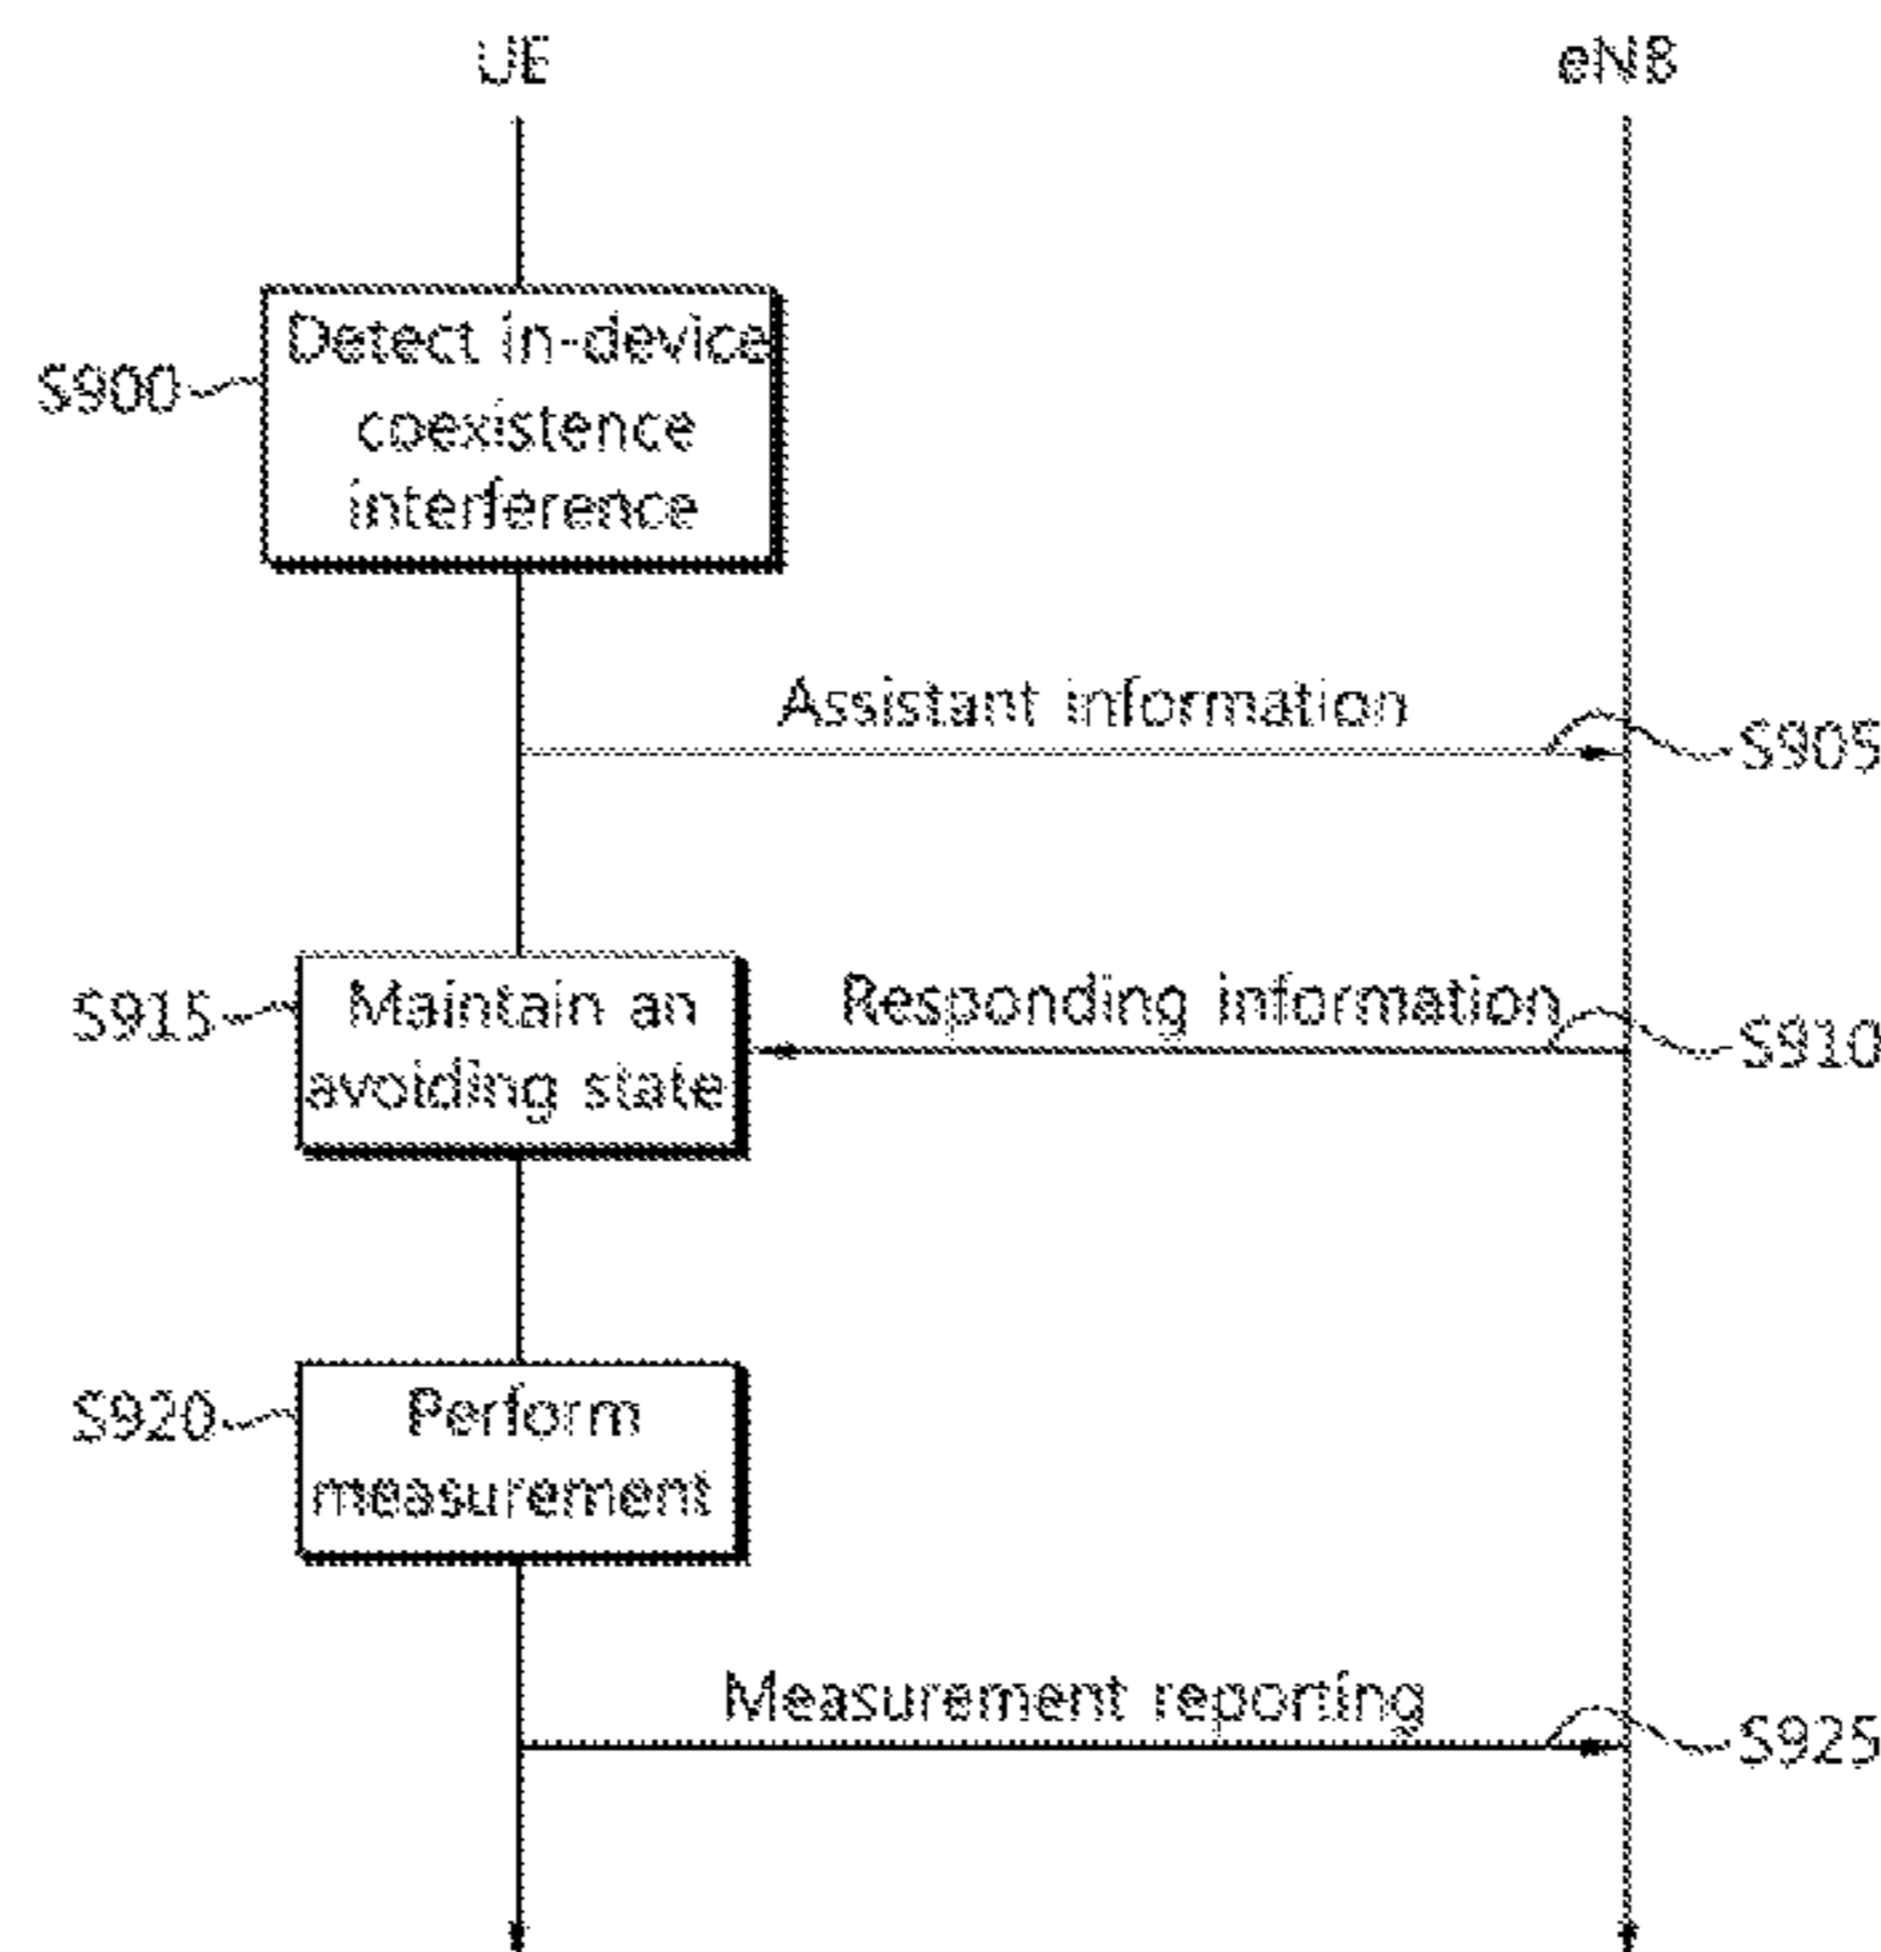 UE
eNB
Detect in-device
coexistence
interference
S900
Assistant information
S905
Maintain an
avoiding state
S915
Responding information
S910
Perform
measurement
S920
Measurement reporting
S925